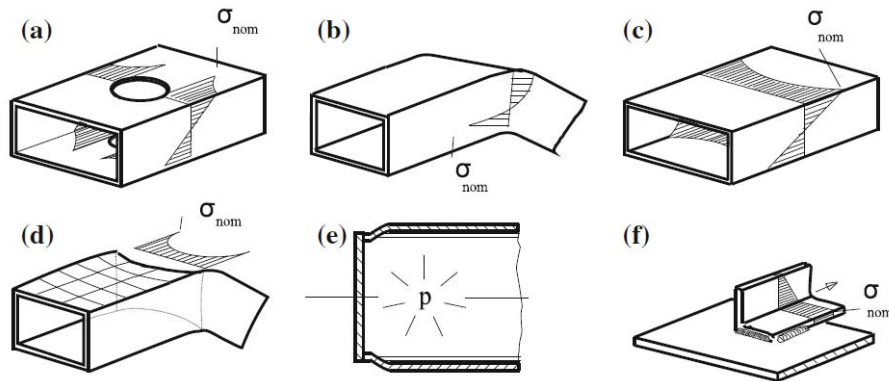 (a)
σ nom
(b)
σ nom
(c)
σ nom
(d)
σ nom
(e)
p
(f)
σ nom